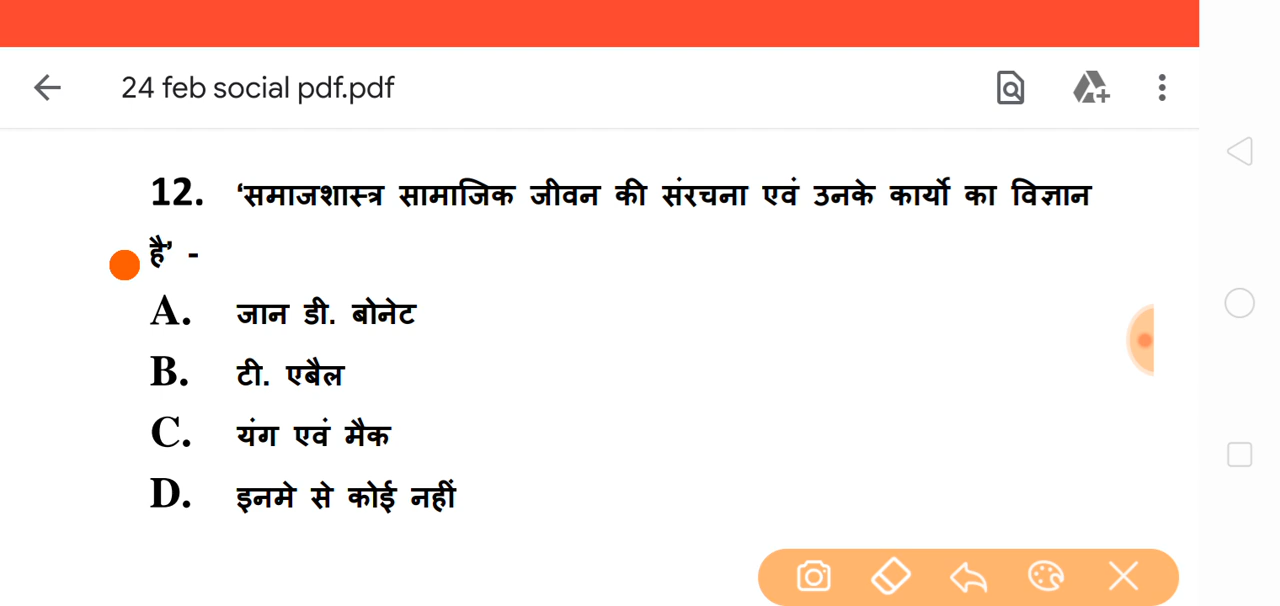 24 feb social pdf.pdf
12. ‘समाजशास्त्र सामाजिक जीवन की संरचना एवं उनके कार्यो का विज्ञान
है’ -
A. जान डी. बोनेट
B. टी. एबैल
C. यंग एवं मैक
D. इनमे से कोई नहीं